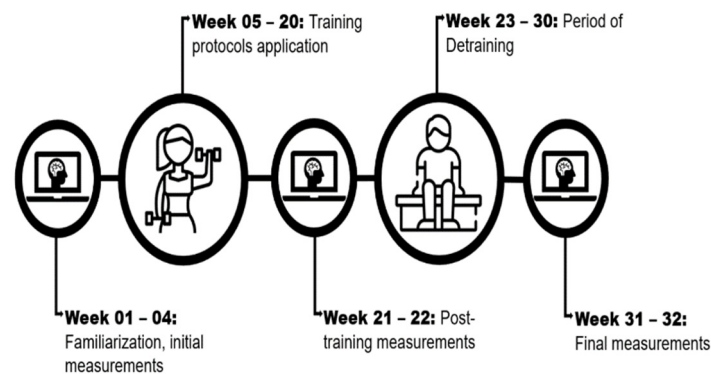 Week 05 – 20: Training
protocols application
Week 23 – 30: Period of
Detraining
Week 01 – 04:
Familiarization, initial
measurements
Week 21 – 22: Post-
training measurements
Week 31 – 32:
Final measurements